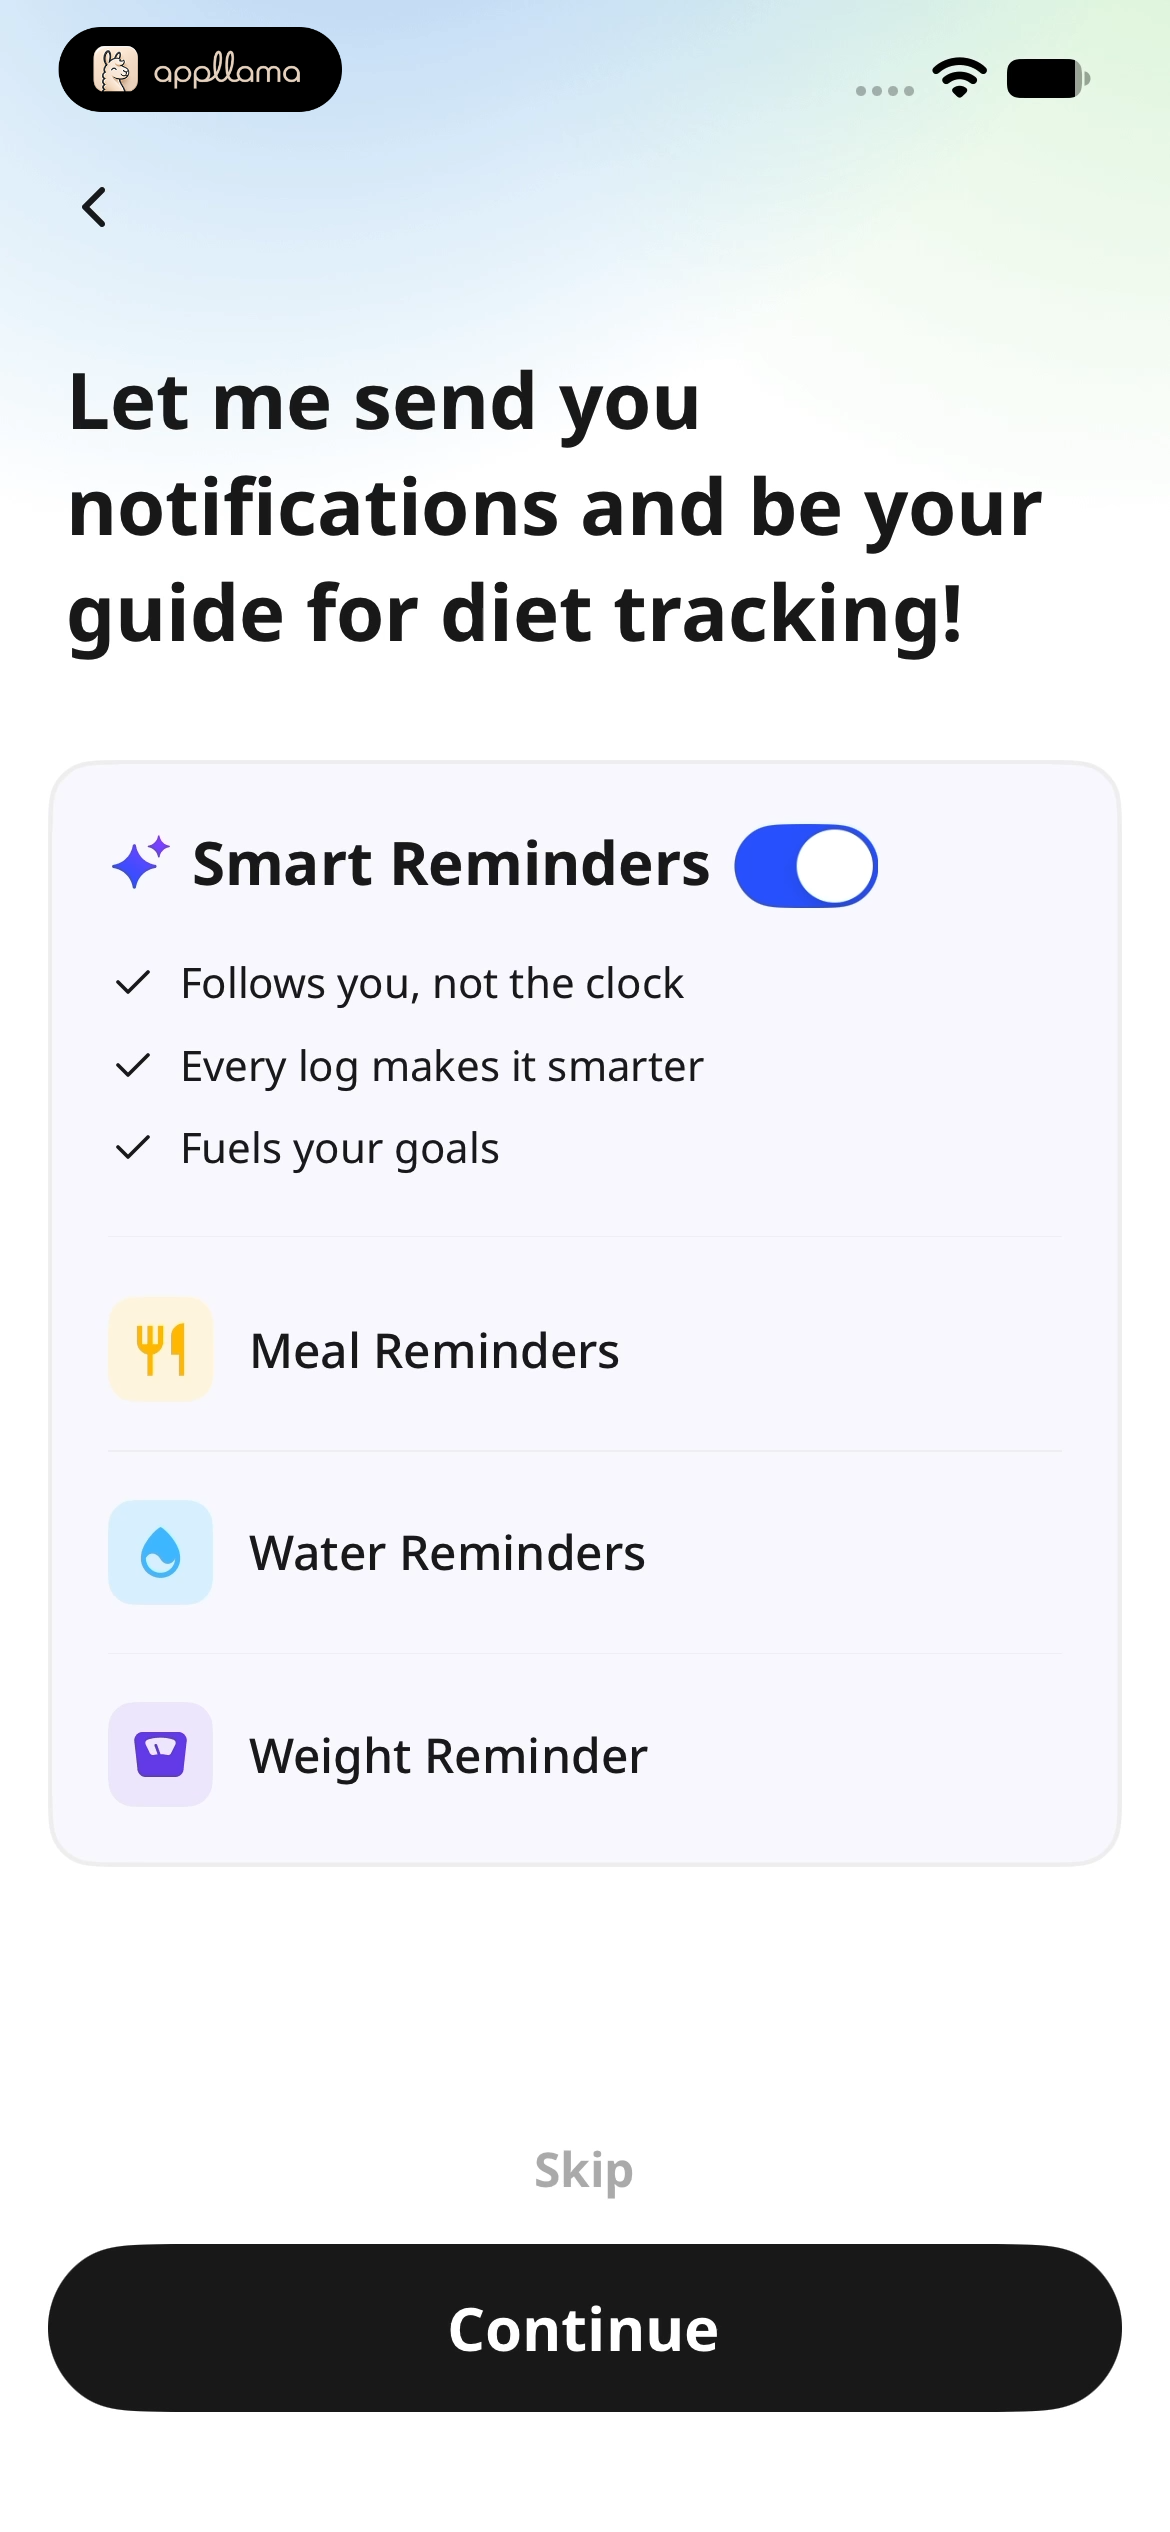 appllama
Let me send you
notifications and be your
guide for diet tracking!
Smart Reminders
Follows you, not the clock
Every log makes it smarter
Fuels your goals
Meal Reminders
Water Reminders
Weight Reminder
Skip
Continue